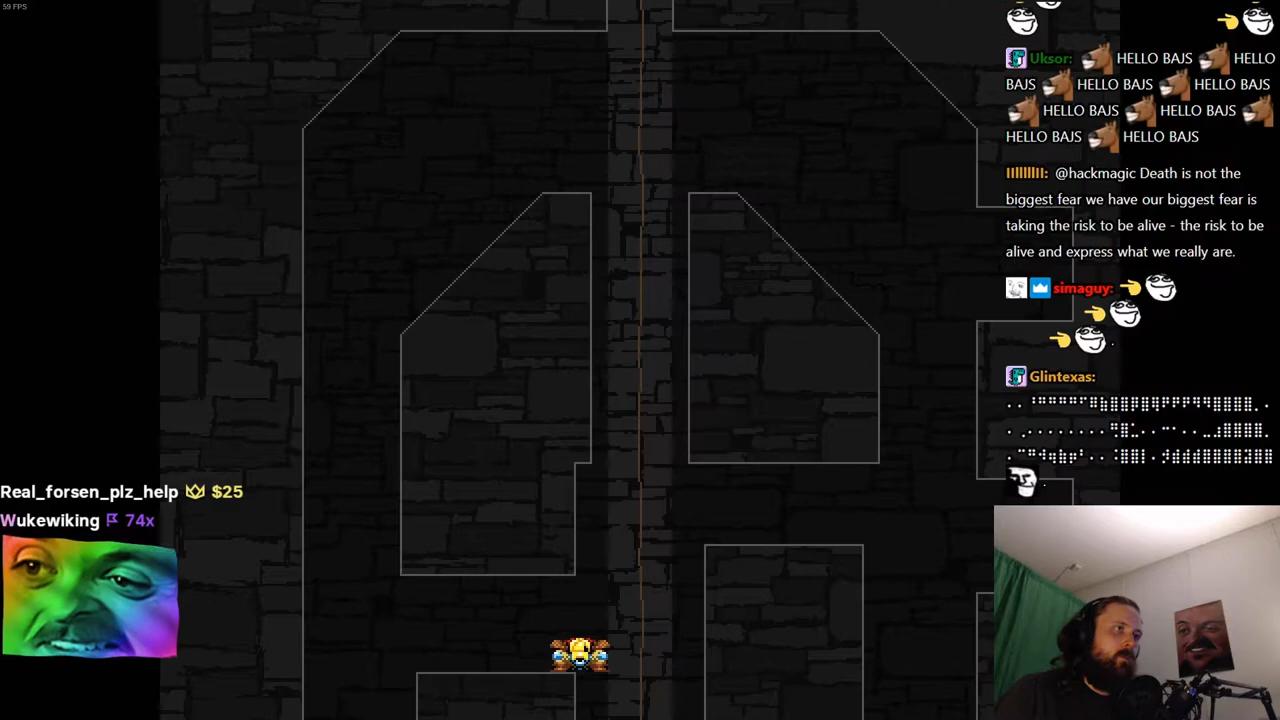 59 FPS
Uksor: HELLO BAJS HELLO
BAJS HELLO BAJS HELLO BAJS
HELLO BAJS HELLO BAJS
HELLO BAJS HELLO BAJS
@hackmagic Death is not the
biggest fear we have our biggest fear is
taking the risk to be alive - the risk to be
alive and express what we really are.
simaguy:
.
Glintexas:
Real_forsen_plz_help $25
Wukewiking 74x